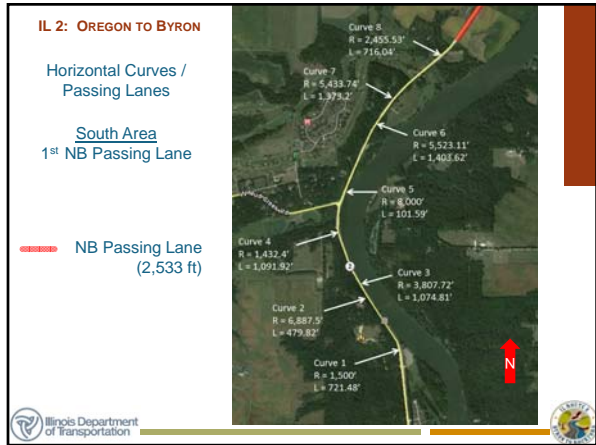 IL 2: OREGON TO BYRON
Horizontal Curves /
Passing Lanes
South Area
1st NB Passing Lane
NB Passing Lane
(2,533 ft)
Curve 8
R = 2,455.53'
L = 716.04'
Curve 7
R = 5,433.74'
L = 1,373.2'
Curve 6
R = 5,523.11'
L = 1,403.62'
Curve 5
R = 8,000'
L = 101.59'
Curve 4
R = 1,432.4'
L = 1,091.92'
Curve 3
R = 3,807.72'
L = 1,074.81'
Curve 2
R = 6,887.5'
L = 479.82'
Curve 1
R = 1,500'
L = 721.48'
N
Illinois Department
of Transportation